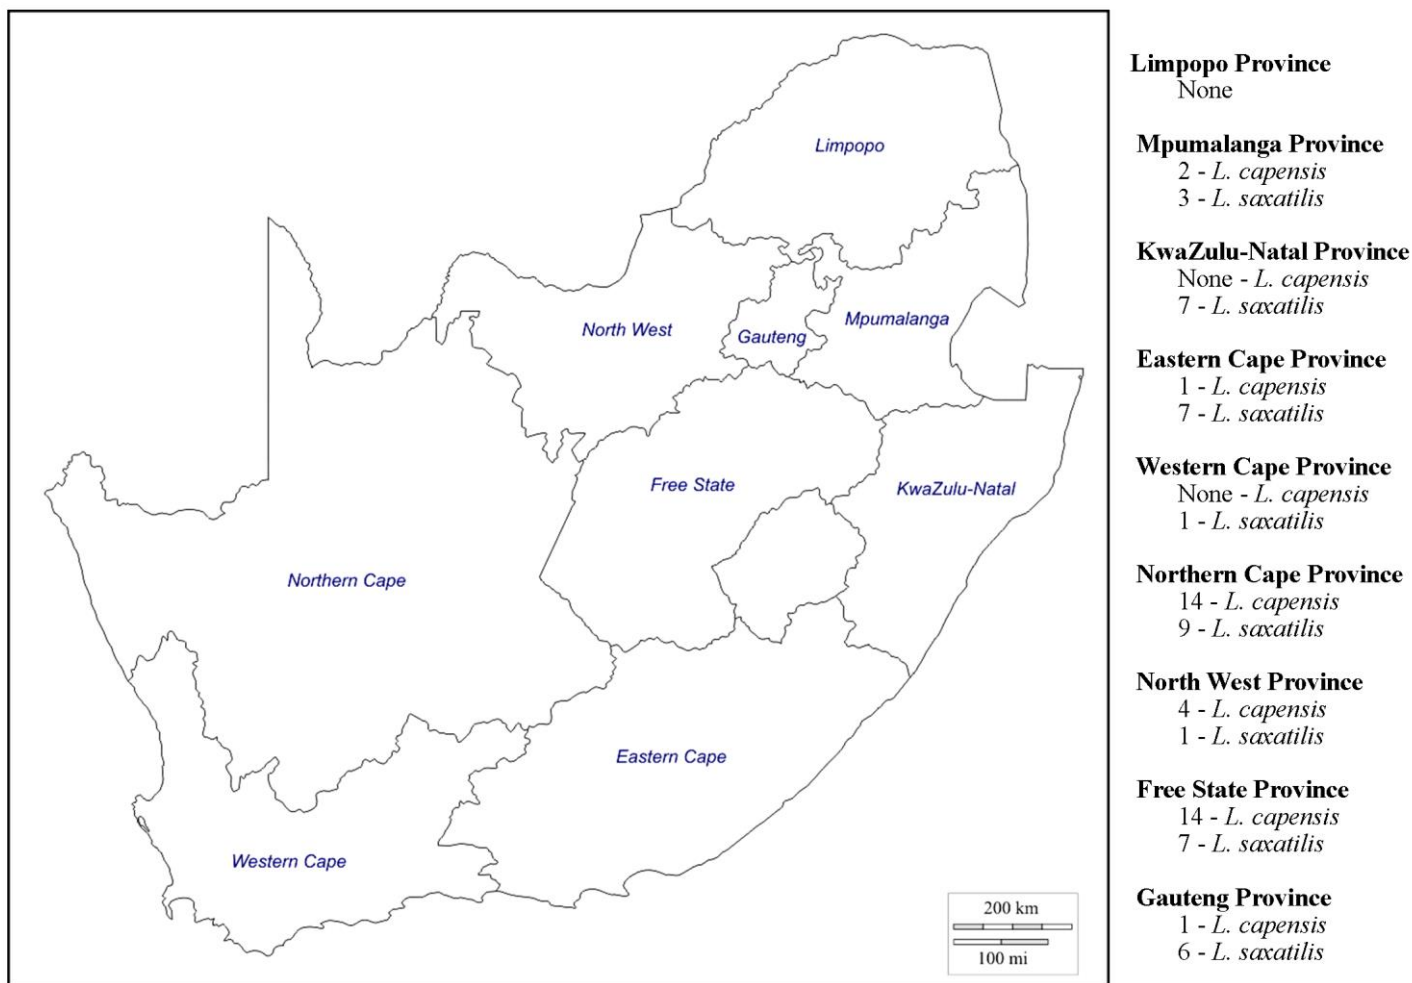 Limpopo
North West
Gauteng
Mpumalanga
Free State
KwaZulu-Natal
Northern Cape
Eastern Cape
Western Cape
200 km
100 mi
Limpopo Province
None
Mpumalanga Province
2 - L. capensis
3 - L. saxatilis
KwaZulu-Natal Province
None - L. capensis
7 - L. saxatilis
Eastern Cape Province
1 - L. capensis
7 - L. saxatilis
Western Cape Province
None - L. capensis
1 - L. saxatilis
Northern Cape Province
14 - L. capensis
9 - L. saxatilis
North West Province
4 - L. capensis
1 - L. saxatilis
Free State Province
14 - L. capensis
7 - L. saxatilis
Gauteng Province
1 - L. capensis
6 - L. saxatilis